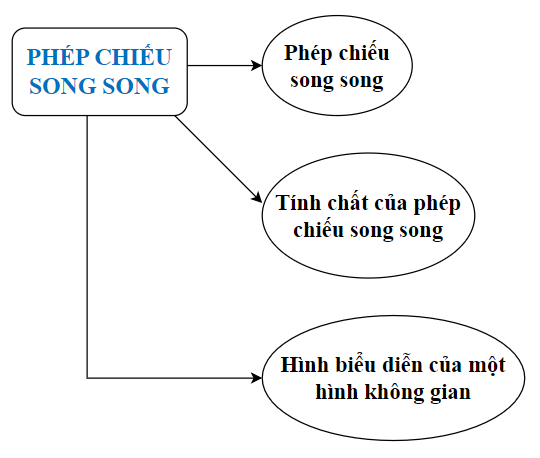 PHÉP CHIẾU
SONG SONG
Phép chiếu
song song
Tính chất của phép
chiếu song song
Hình biểu diễn của một
hình không gian